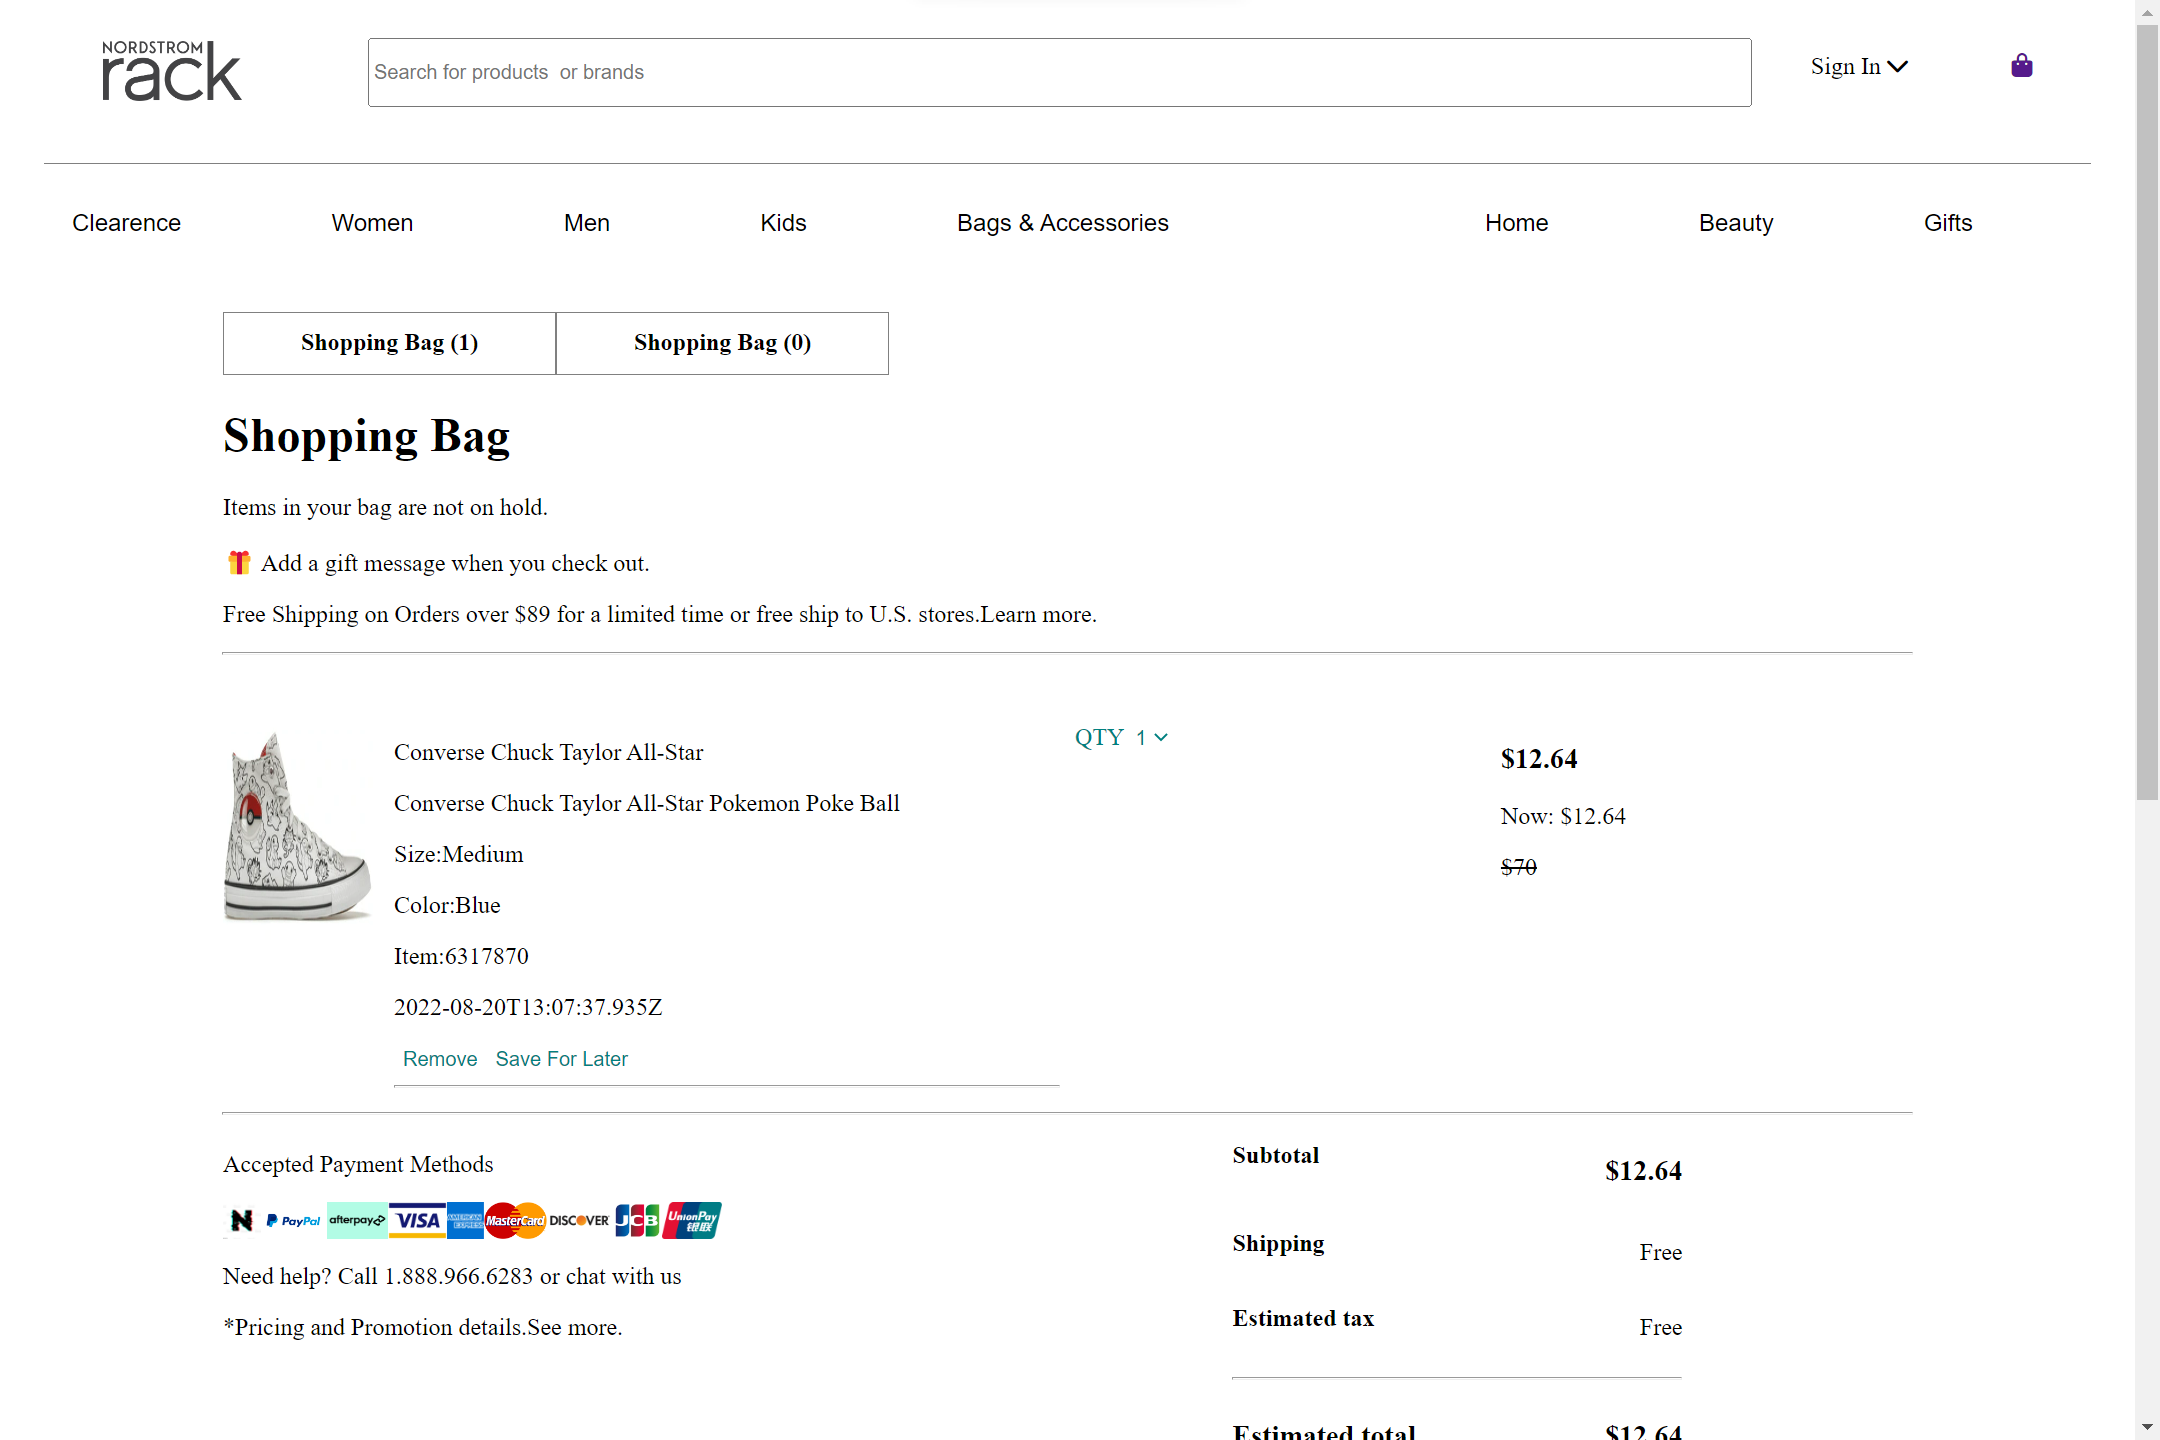 NORDSTROM
rack
Search for products  or brands
Sign In
Clearence Women Men Kids Bags & Accessories Home Beauty Gifts
Shopping Bag (1) Shopping Bag (0)
Shopping Bag
Items in your bag are not on hold.
Add a gift message when you check out.
Free Shipping on Orders over $89 for a limited time or free ship to U.S. stores.Learn more.
Converse Chuck Taylor All-Star
QTY 1
$12.64
Converse Chuck Taylor All-Star Pokemon Poke Ball
Now: $12.64
Size:Medium
$70
Color:Blue
Item:6317870
2022-08-20T13:07:37.935Z
Remove Save For Later
Accepted Payment Methods
N PayPal afterpay VISA AMERICAN EXPRESS MasterCard DISCOVER JCB UnionPay 银联
Need help? Call 1.888.966.6283 or chat with us
*Pricing and Promotion details.See more.
Subtotal $12.64
Shipping Free
Estimated tax Free
Estimated total $12.64